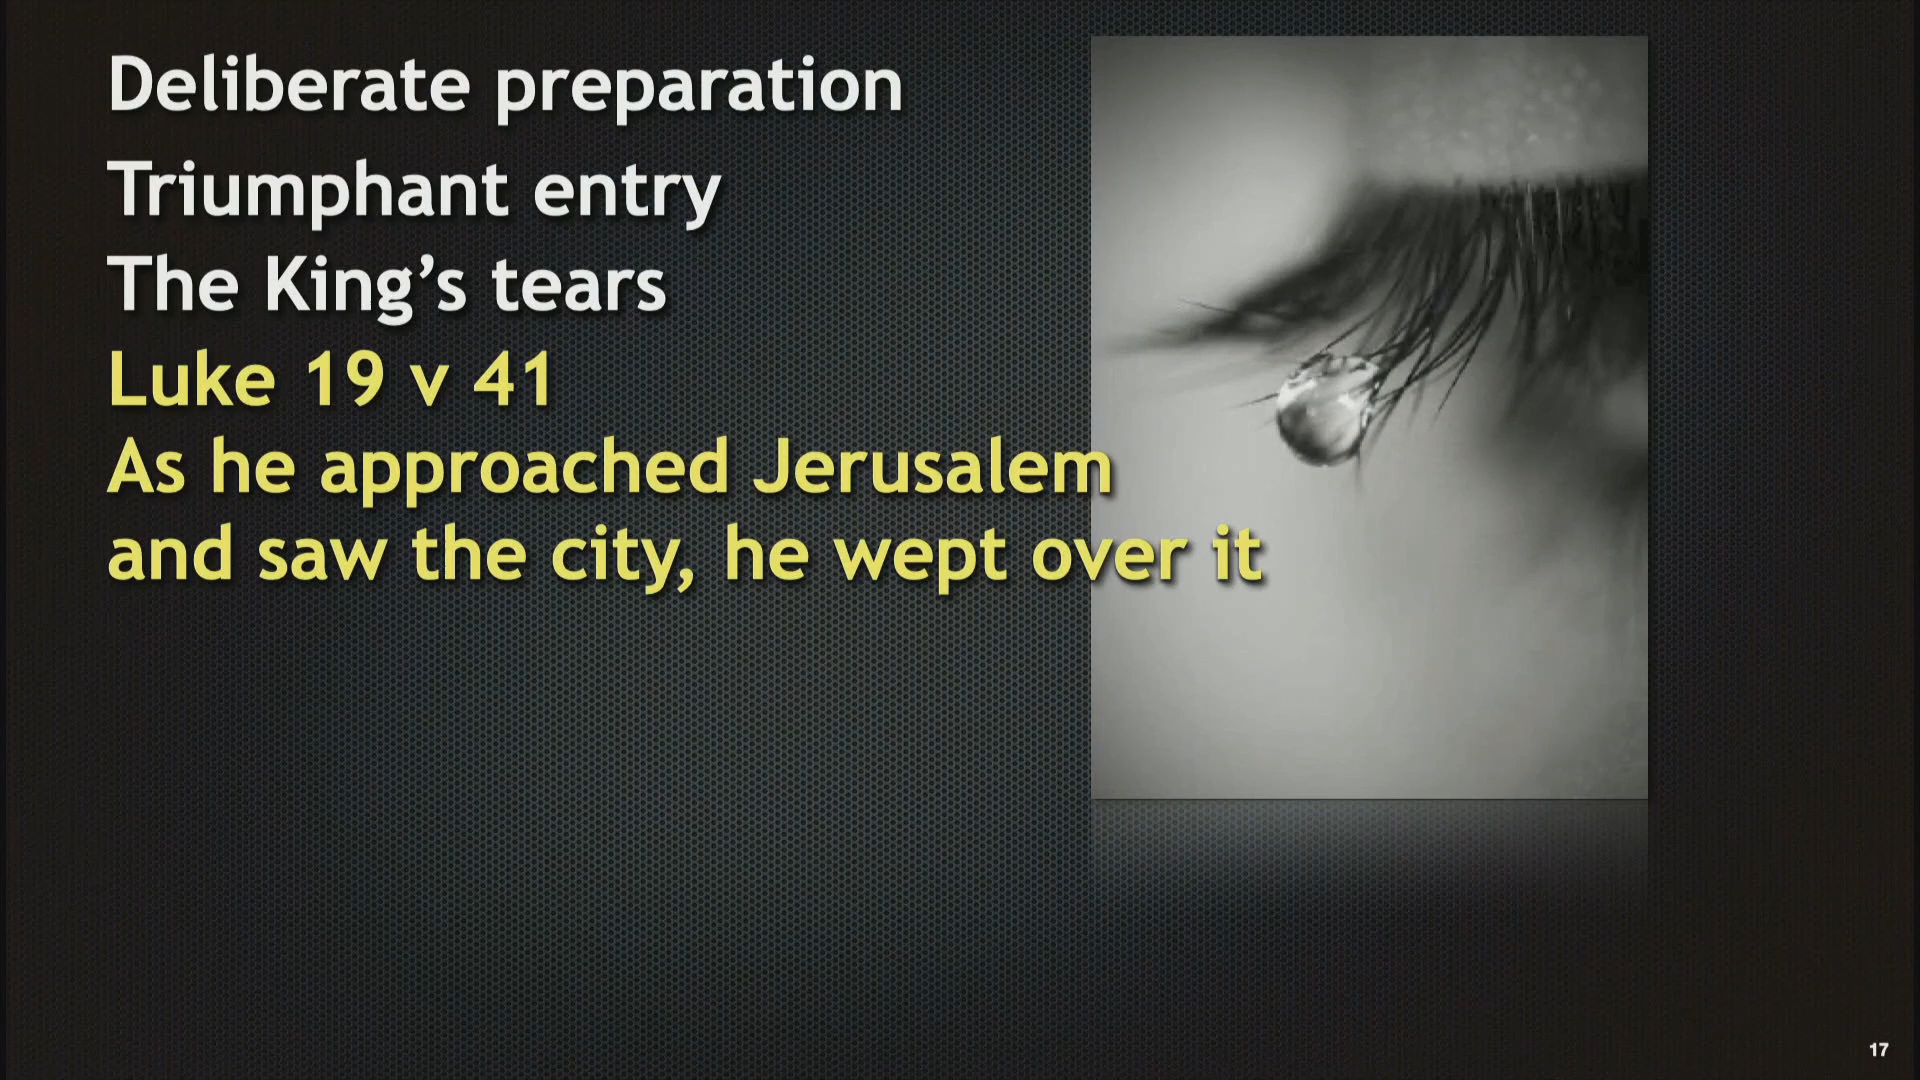 Deliberate preparation
Triumphant entry
The King’s tears
Luke 19 v 41
As he approached Jerusalem
and saw the city, he wept over it
17